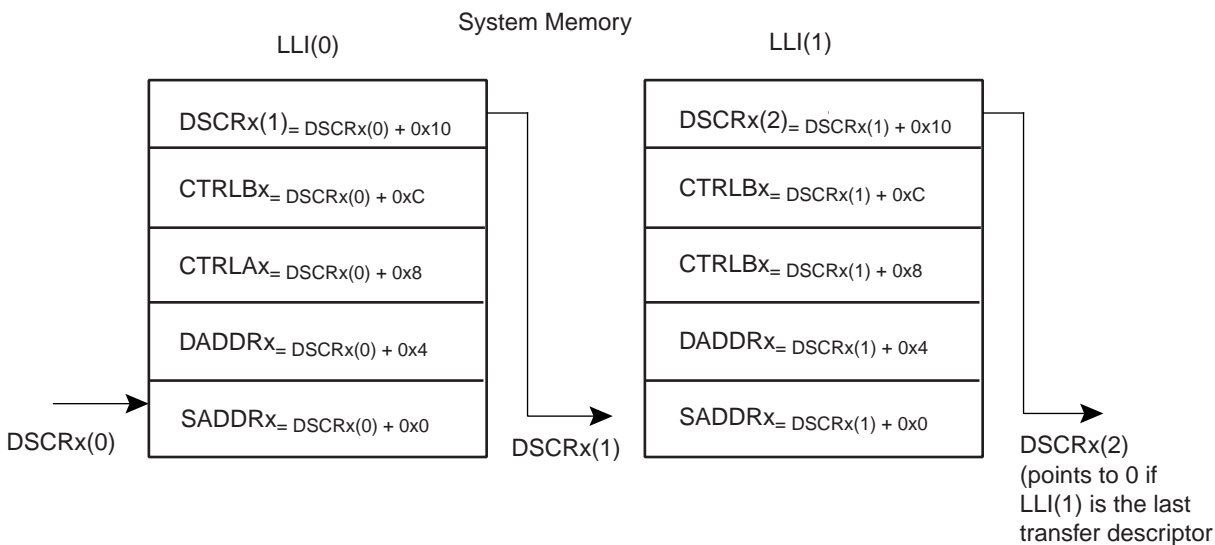 System Memory
LLI(0)
LLI(1)
DSCRx(1)= DSCRx(0) + 0x10
CTRLBx= DSCRx(0) + 0xC
CTRLAx= DSCRx(0) + 0x8
DADDRx= DSCRx(0) + 0x4
SADDRx= DSCRx(0) + 0x0
DSCRx(0)
DSCRx(1)
DSCRx(2)= DSCRx(1) + 0x10
CTRLBx= DSCRx(1) + 0xC
CTRLBx= DSCRx(1) + 0x8
DADDRx= DSCRx(1) + 0x4
SADDRx= DSCRx(1) + 0x0
DSCRx(2)
(points to 0 if
LLI(1) is the last
transfer descriptor